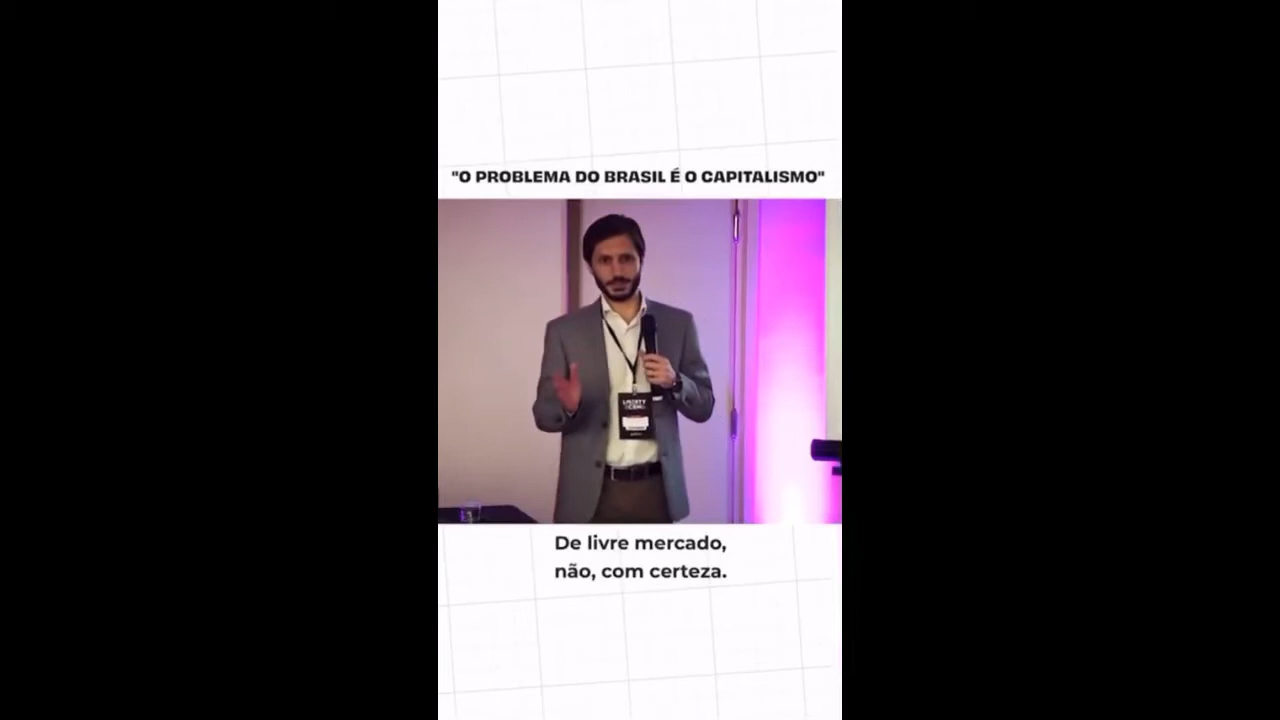 "O PROBLEMA DO BRASIL É O CAPITALISMO"
De livre mercado,
não, com certeza.